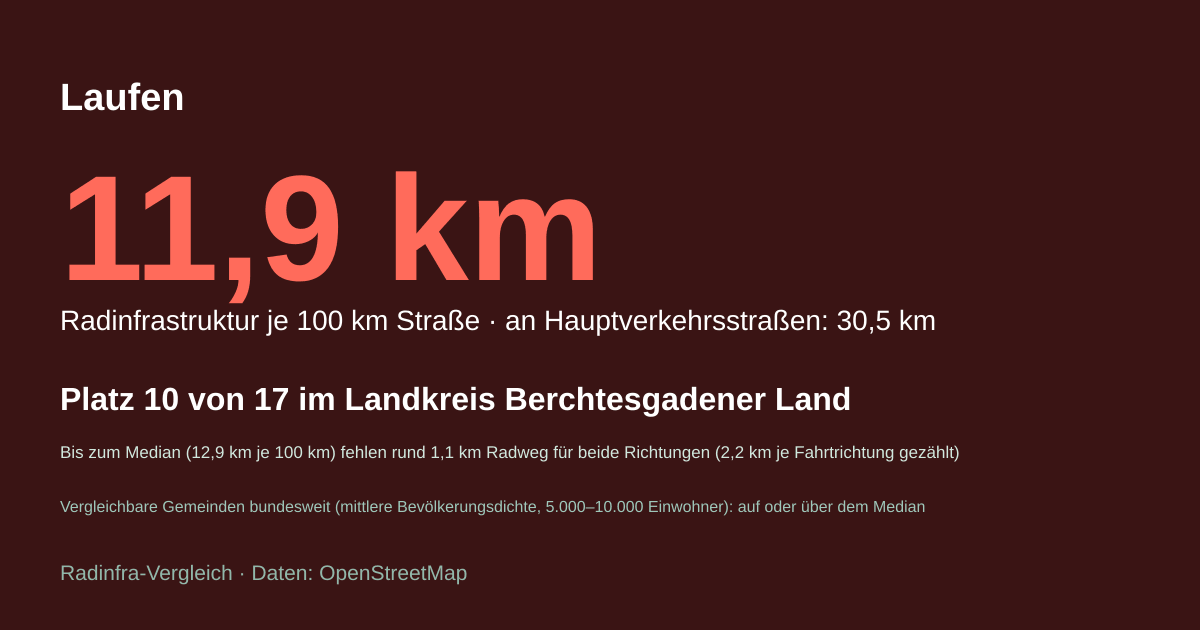 Laufen
11,9 km
Radinfrastruktur je 100 km Straße · an Hauptverkehrsstraßen: 30,5 km
Platz 10 von 17 im Landkreis Berchtesgadener Land
Bis zum Median (12,9 km je 100 km) fehlen rund 1,1 km Radweg für beide Richtungen (2,2 km je Fahrtrichtung gezählt)
Vergleichbare Gemeinden bundesweit (mittlere Bevölkerungsdichte, 5.000–10.000 Einwohner): auf oder über dem Median
Radinfra-Vergleich · Daten: OpenStreetMap